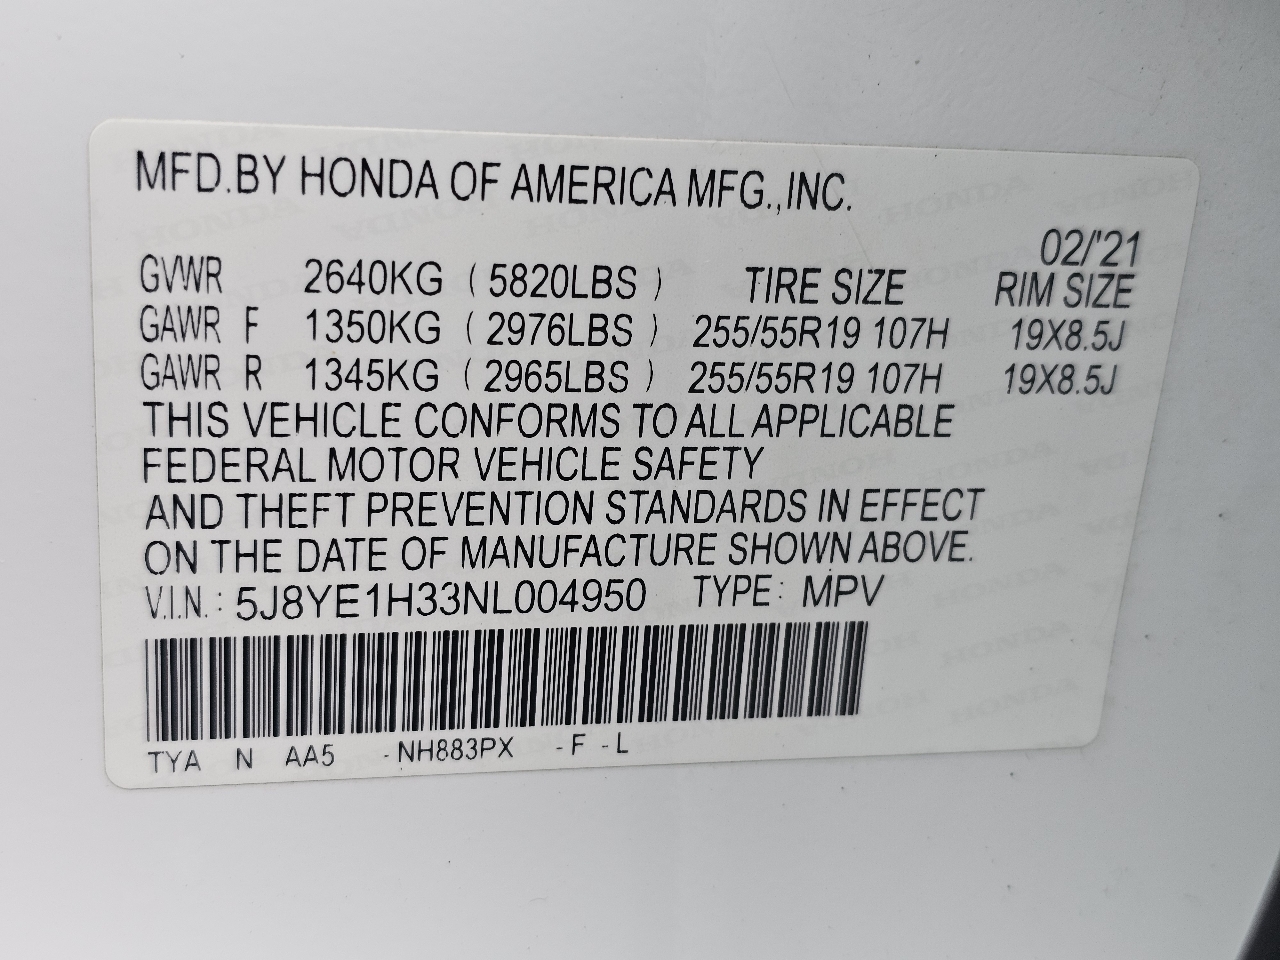 MFD.BY HONDA OF AMERICA MFG.,INC.
02/'21
GVWR 2640KG ( 5820LBS ) TIRE SIZE RIM SIZE
GAWR F 1350KG ( 2976LBS ) 255/55R19 107H 19X8.5J
GAWR R 1345KG ( 2965LBS ) 255/55R19 107H 19X8.5J
THIS VEHICLE CONFORMS TO ALL APPLICABLE
FEDERAL MOTOR VEHICLE SAFETY
AND THEFT PREVENTION STANDARDS IN EFFECT
ON THE DATE OF MANUFACTURE SHOWN ABOVE.
V.I.N.: 5J8YE1H33NL004950 TYPE: MPV
TYA N AA5 -NH883PX -F -L